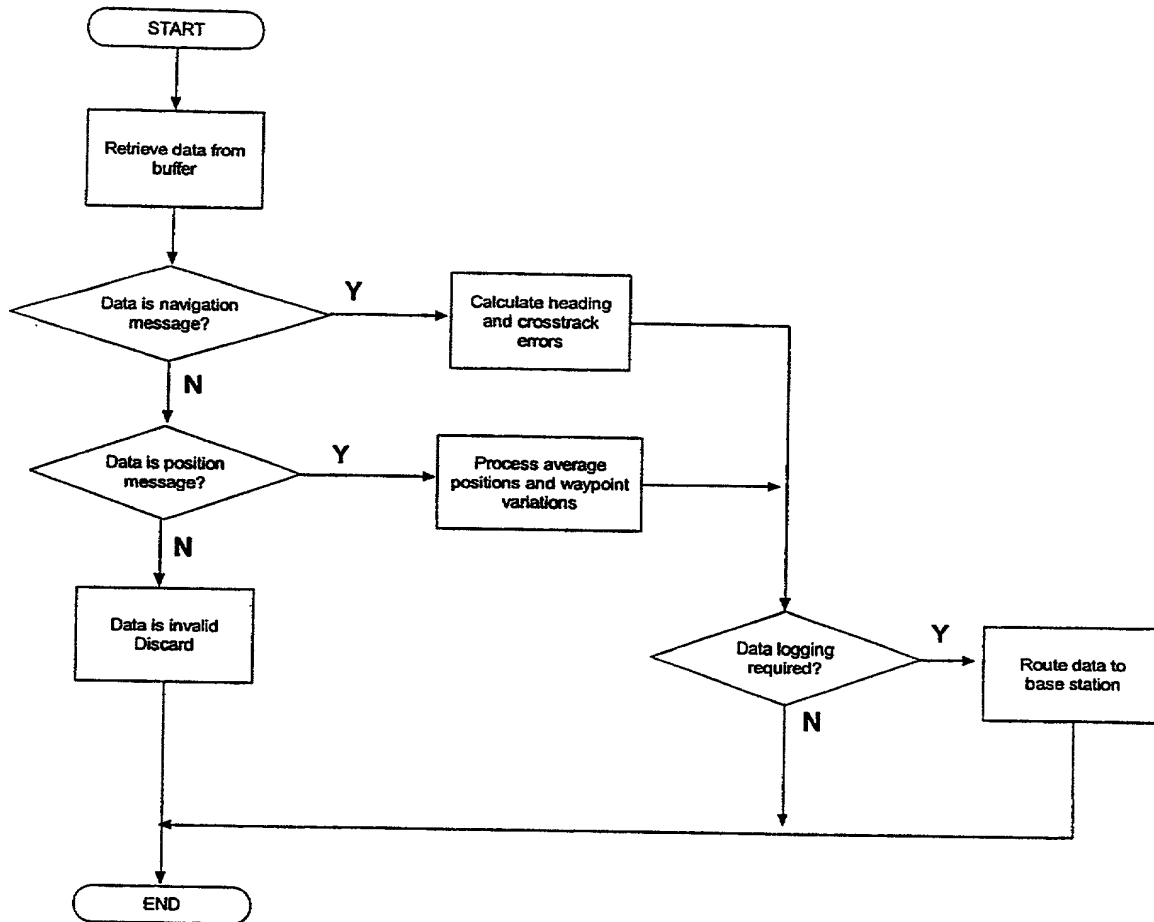 START
Retrieve data from
buffer
Data is navigation
message?
Y
Calculate heading
and crosstrack
errors
N
Data is position
message?
Y
Process average
positions and waypoint
variations
N
Data is invalid
Discard
Data logging
required?
Y
Route data to
base station
N
END